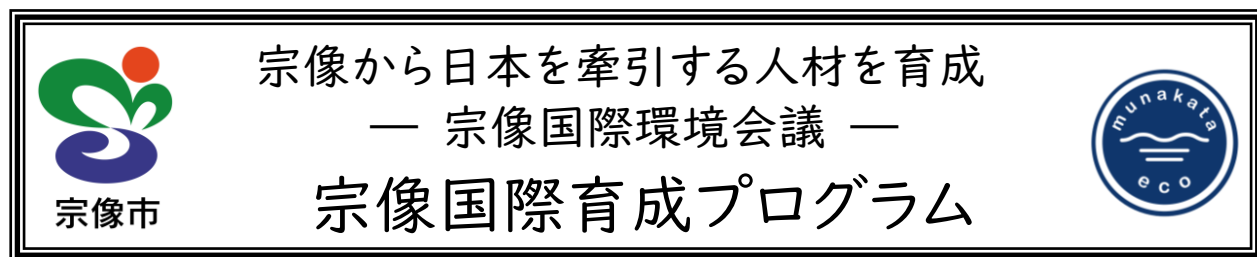 宗像から日本を牽引する人材を育成
― 宗像国際環境会議 ―
宗像国際育成プログラム
宗像市
munakata
eco